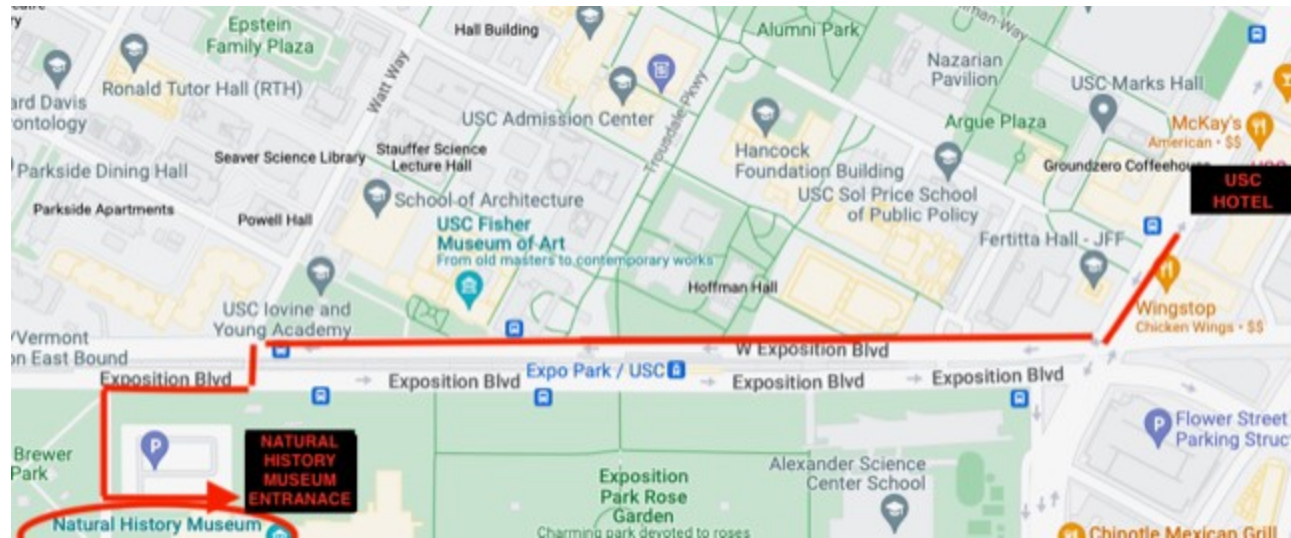 Epstein
Family Plaza
Hall Building
Alumni Park
Nazarian
Pavilion
USC Marks Hall
Ronald Tutor Hall (RTH)
Watt Way
USC Admission Center
Trousdale Pkwy
Argue Plaza
McKay's
American • $$
Hancock
Foundation Building
Groundzero Coffeehouse
Parkside Dining Hall
Seaver Science Library
Stauffer Science
Lecture Hall
USC Sol Price School
of Public Policy
USC
HOTEL
School of Architecture
Parkside Apartments
Powell Hall
USC Fisher
Museum of Art
From old masters to contemporary works
Fertitta Hall - JFF
Hoffman Hall
Wingstop
Chicken Wings • $$
USC Iovine and
Young Academy
/Vermont
on East Bound
W Exposition Blvd
Expo Park / USC
Exposition Blvd
Exposition Blvd
Exposition Blvd
Exposition Blvd
Flower Street
Parking Struc
P
P
NATURAL
HISTORY
MUSEUM
ENTRANACE
Brewer
Park
Alexander Science
Center School
Exposition
Park Rose
Garden
Charming park devoted to roses
Natural History Museum
Chipotle Mexican Grill